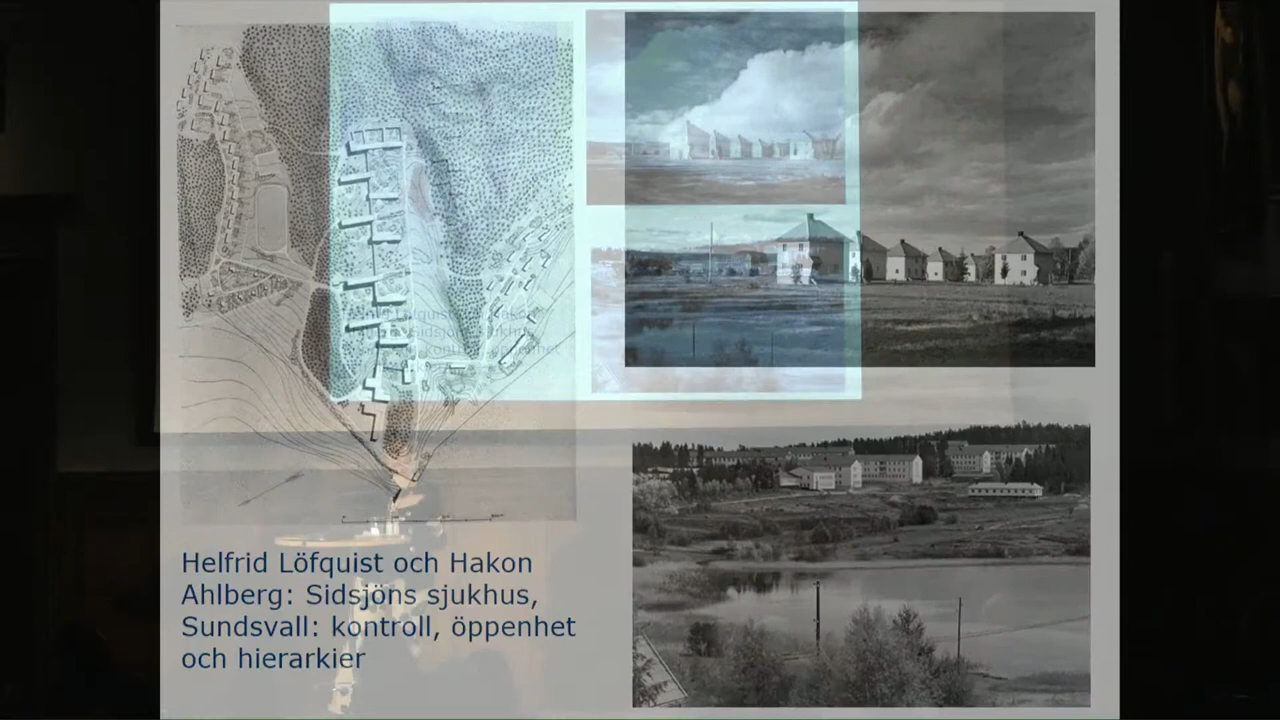 Helfrid Löfquist och Hakon
Ahlberg: Sidsjöns sjukhus,
Sundsvall: kontroll, öppenhet
och hierarkier